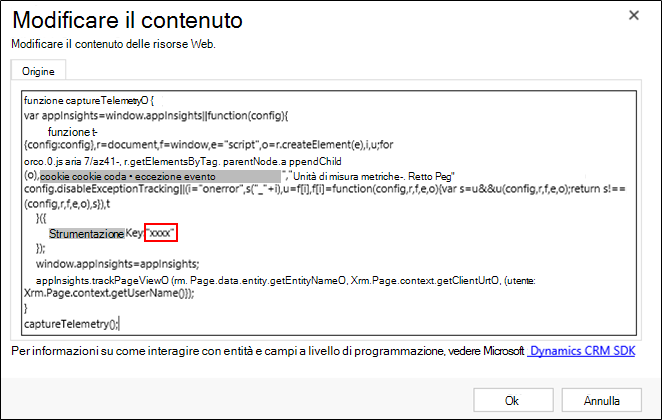 Modificare il contenuto
Modificare il contenuto delle risorse Web.
Origine
funzione captureTelemetryO {
var appInsights=window.appInsights||function(config){
funzione t-
{config:config},r=document,f=window,e="script",o=r.createElement(e),i,u;for
orco.0.js aria 7/az41-, r.getElementsByTag. parentNode.a ppendChild
(o),cookie cookie coda • eccezione evento ","Unità di misura metriche-. Retto Peg"
config.disableExceptionTracking||(i="onerror",s("_"+i),u=f[i],f[i]=function(config,r,f,e,o){var s=u&&u(config,r,f,e,o);return s!==
(config,r,f,e,o),s}),t
}({
Strumentazione Key:"xxxx"
});
window.appInsights=appInsights;
appInsights.trackPageViewO (rm. Page.data.entity.getEntityNameO, Xrm.Page.context.getClientUrtO, (utente:
Xrm.Page.context.getUserName()});
}
captureTelemetry();
Per informazioni su come interagire con entità e campi a livello di programmazione, vedere Microsoft Dynamics CRM SDK
Ok
Annulla